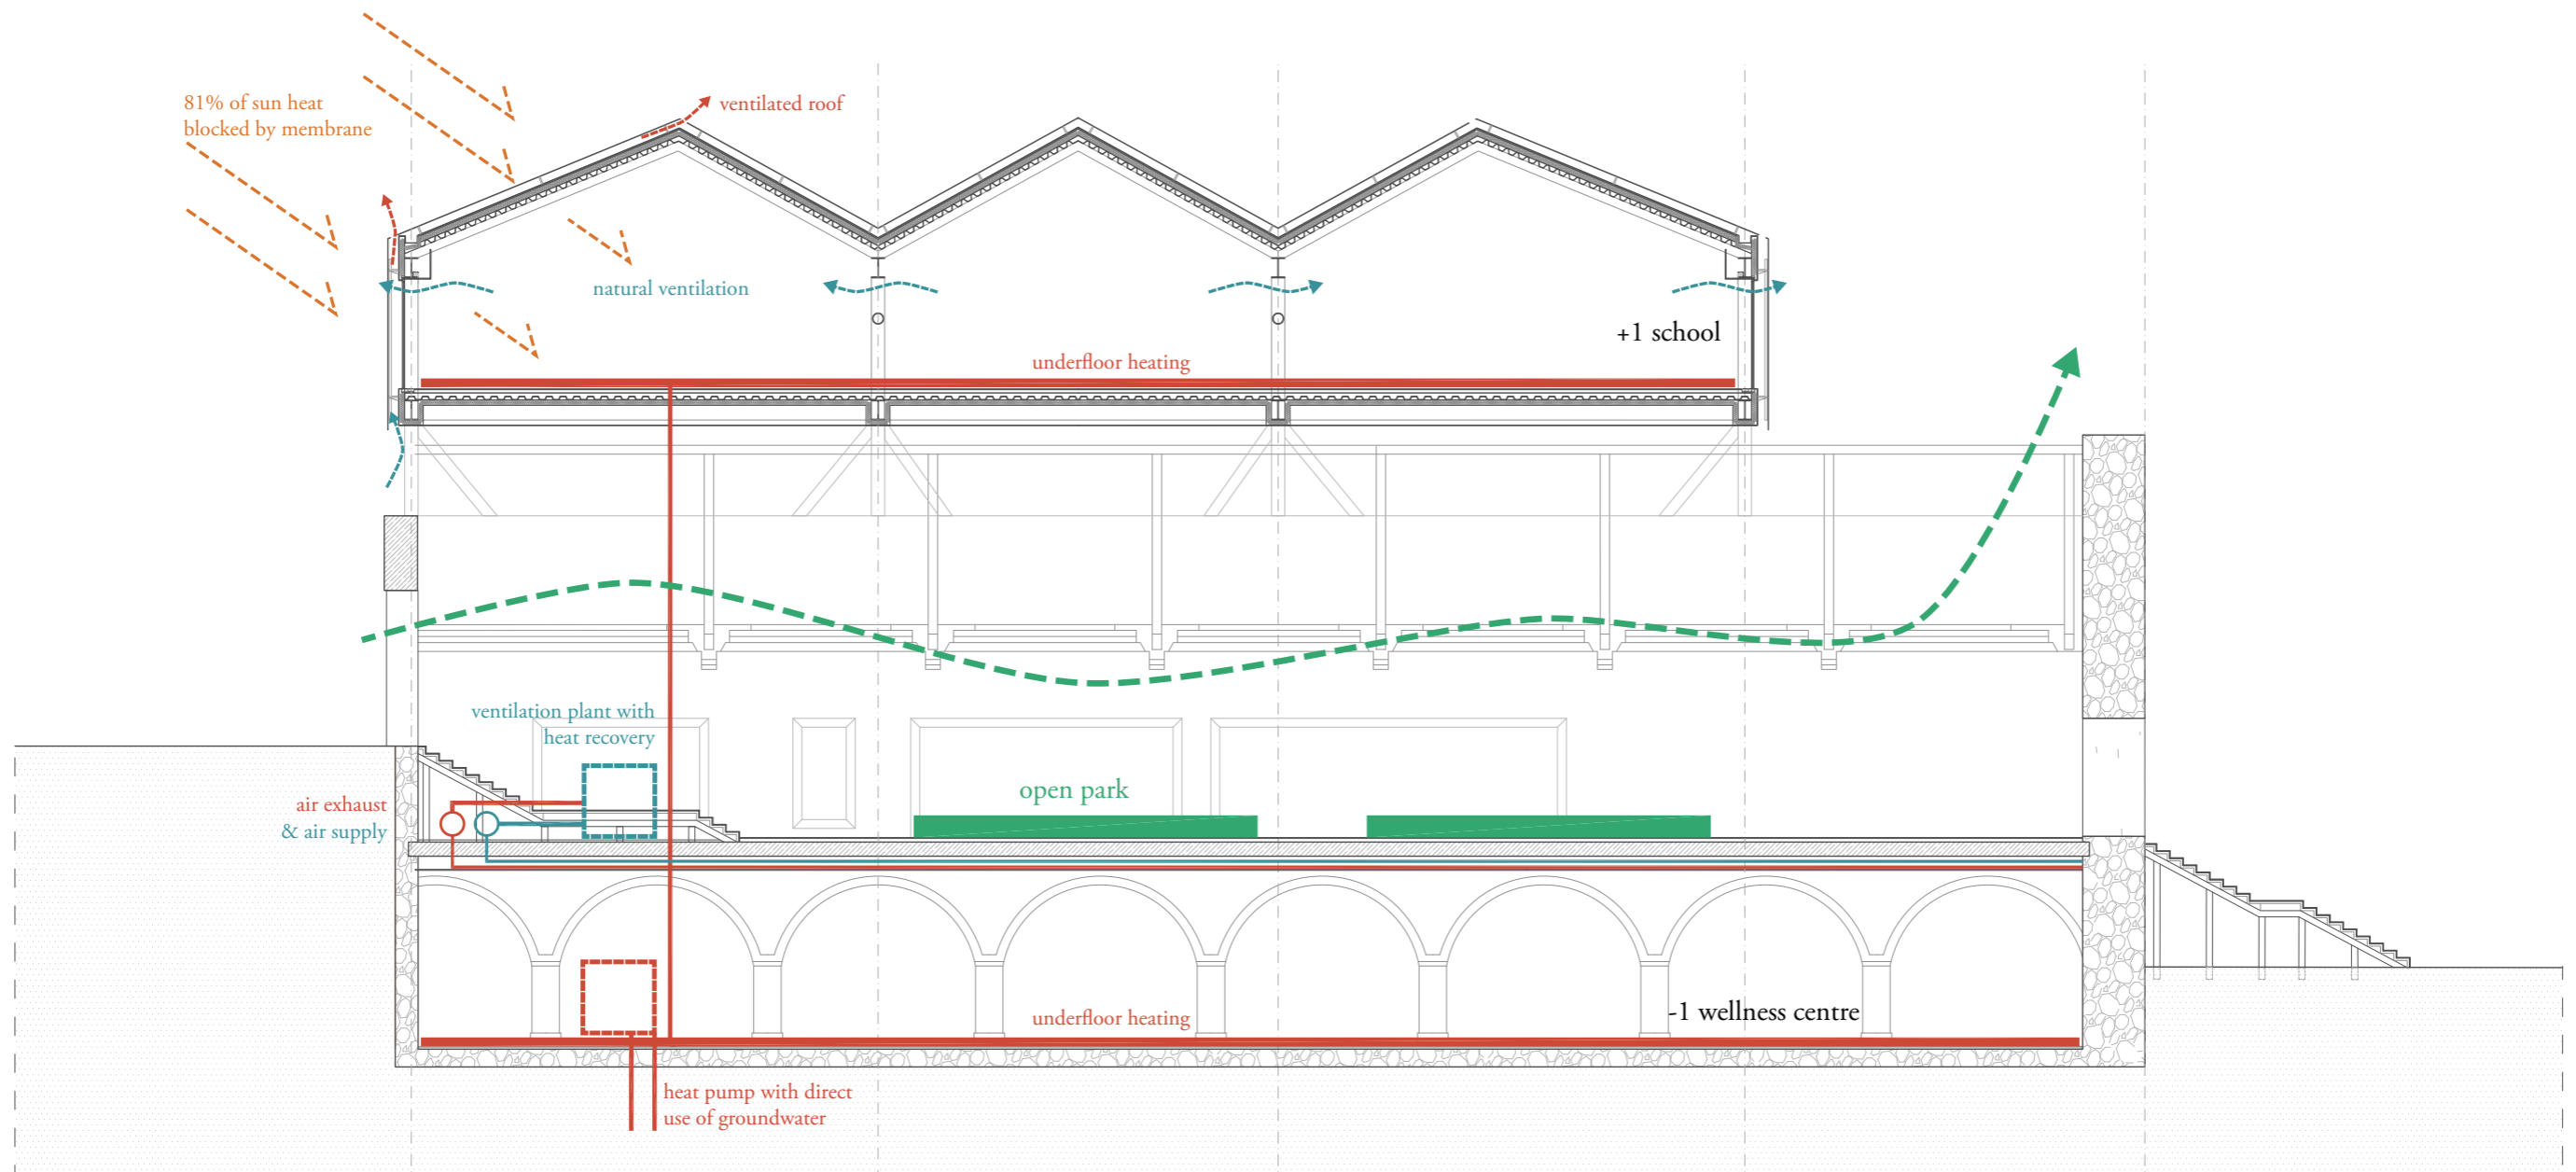 81% of sun heat
blocked by membrane
ventilated roof
natural ventilation
+1 school
underfloor heating
ventilation plant with
heat recovery
open park
air exhaust
& air supply
-1 wellness centre
underfloor heating
heat pump with direct
use of groundwater